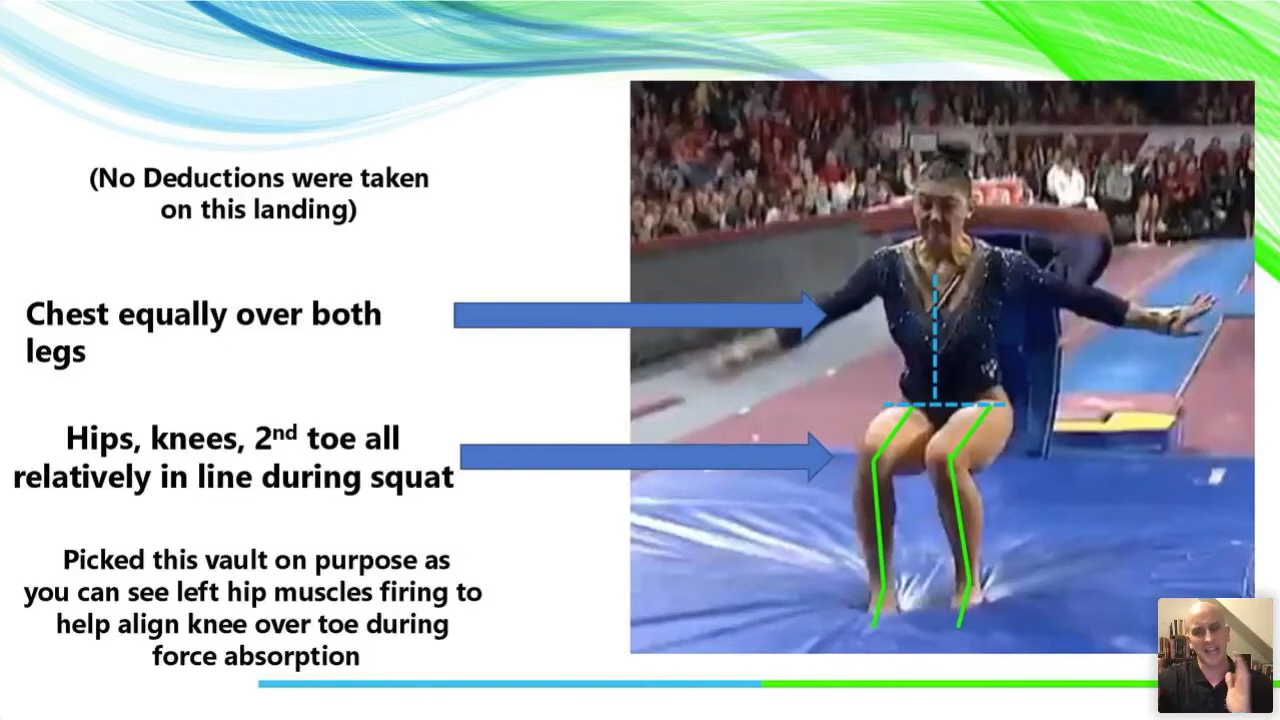 (No Deductions were taken
on this landing)
Chest equally over both
legs
Hips, knees, 2nd toe all
relatively in line during squat
Picked this vault on purpose as
you can see left hip muscles firing to
help align knee over toe during
force absorption